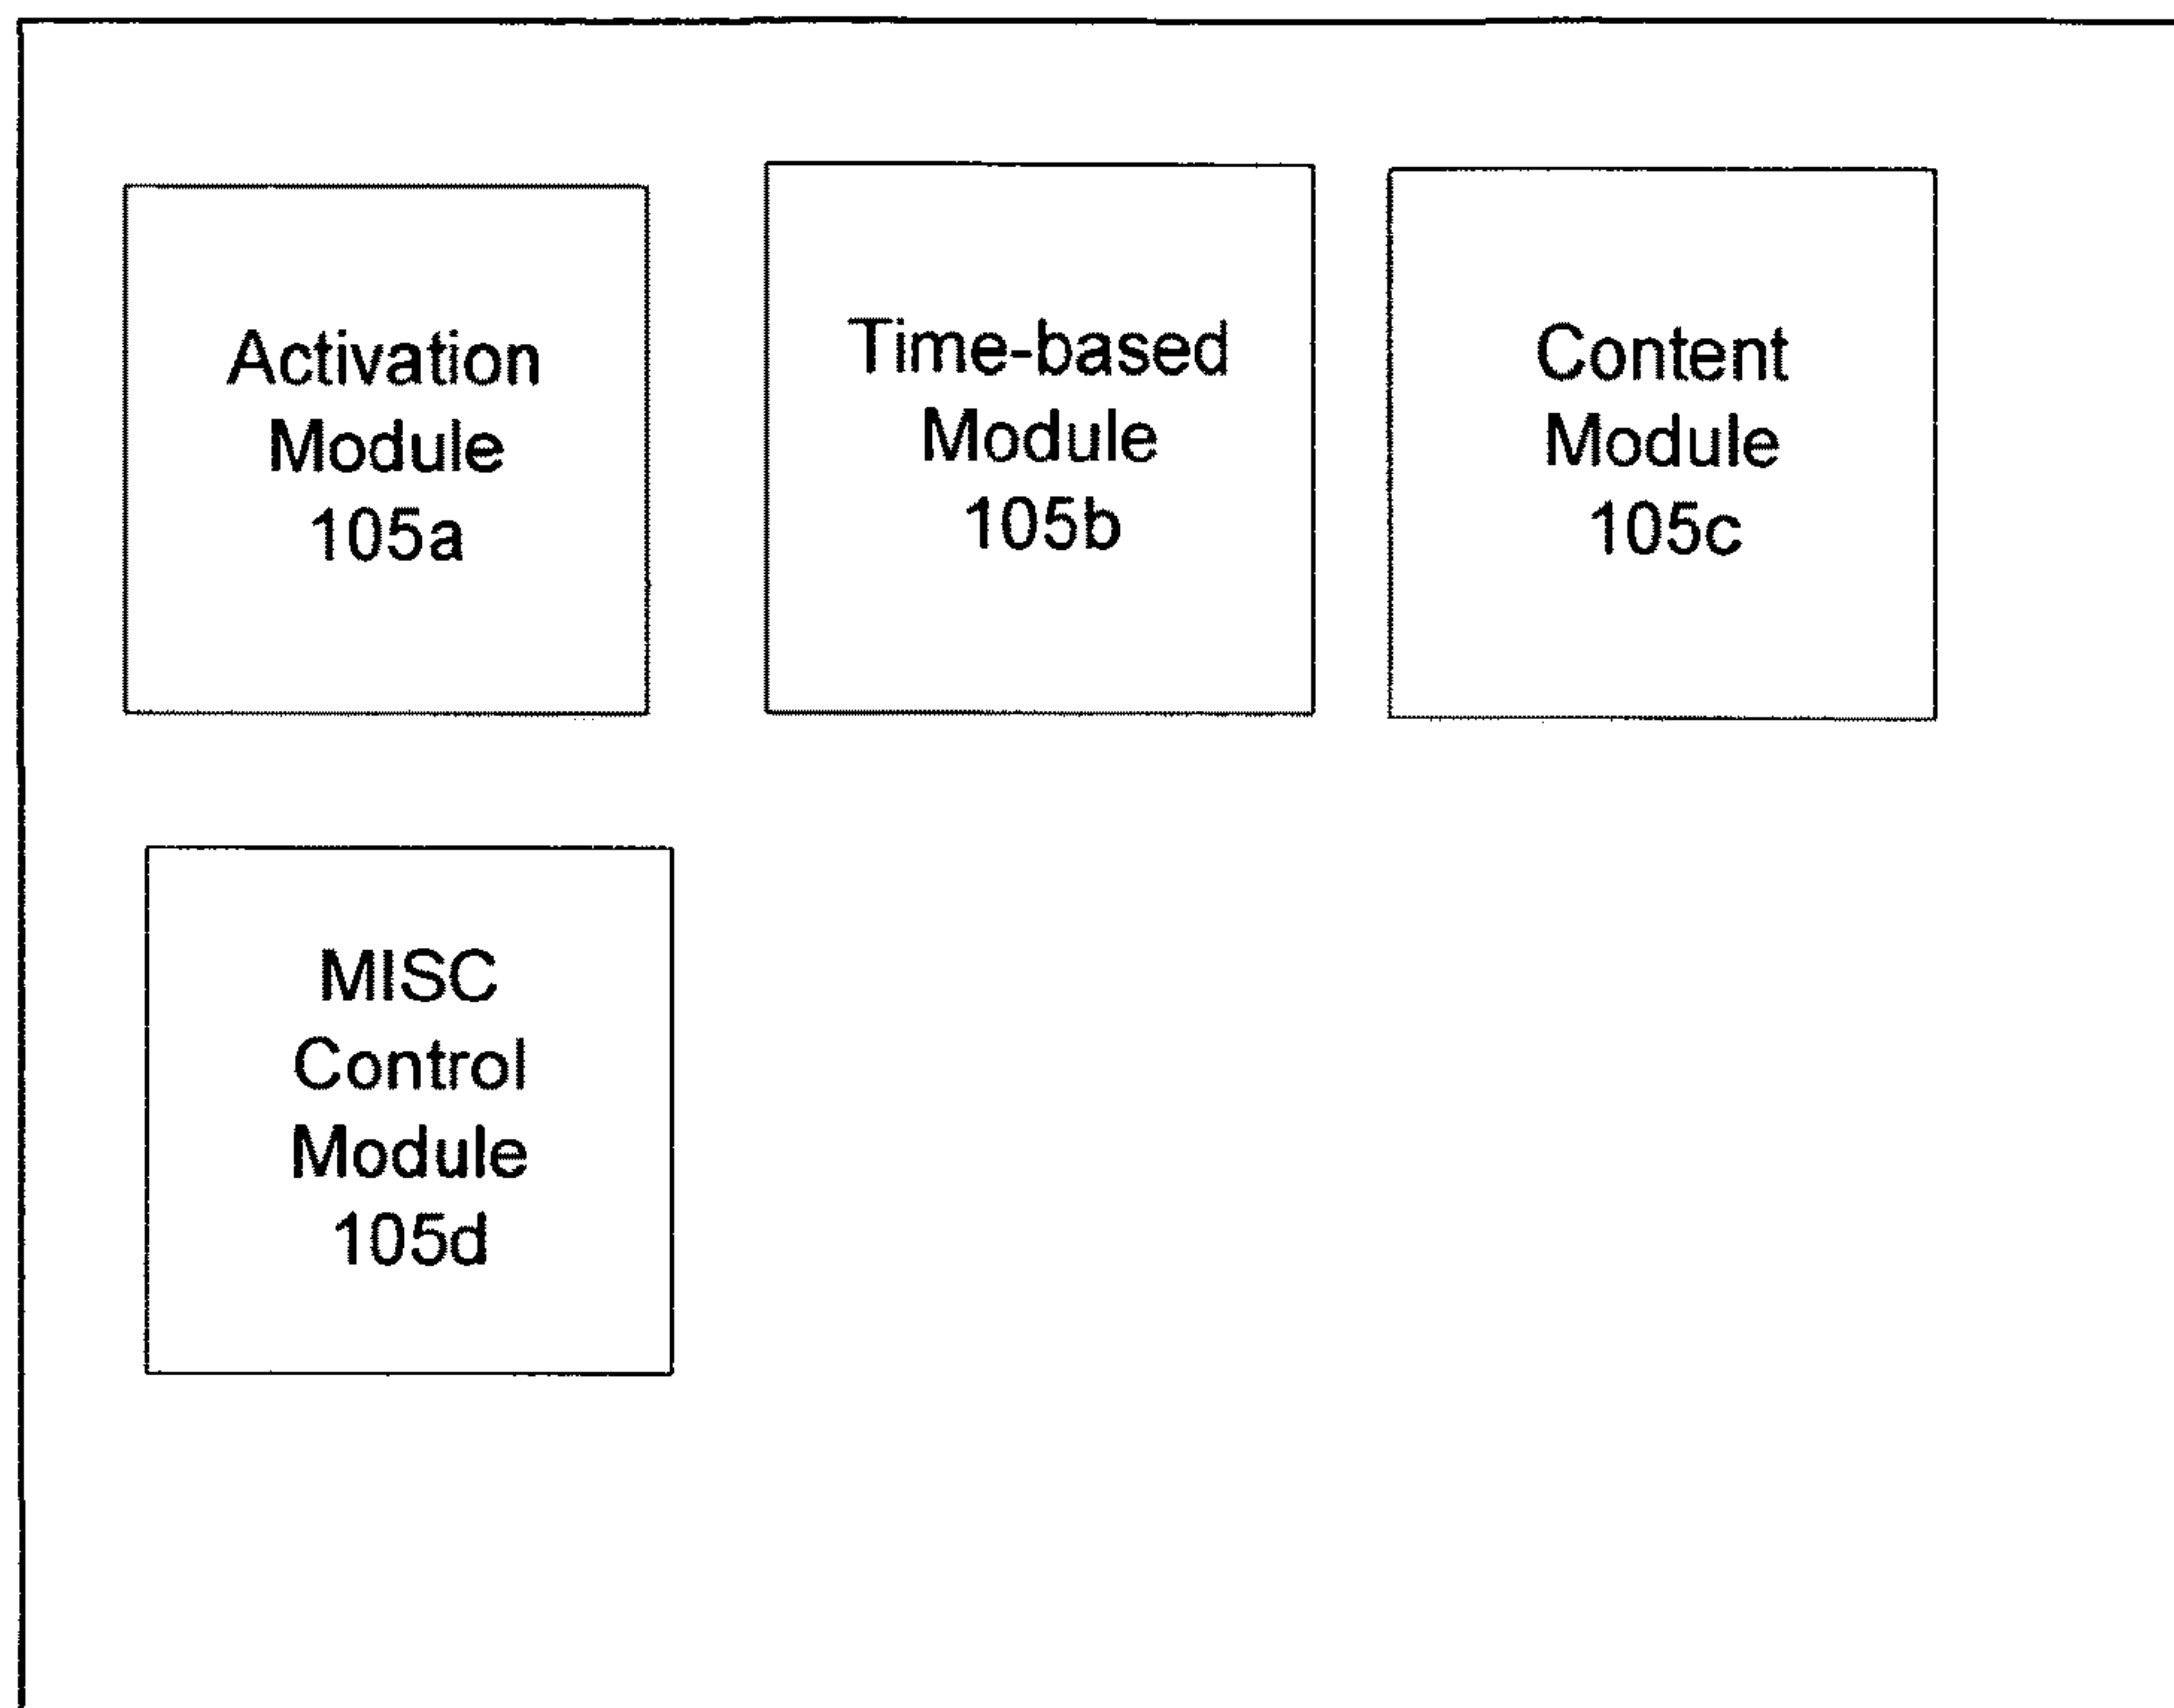 Activation
Module
105a
Time-based
Module
105b
Content
Module
105c
MISC
Control
Module
105d